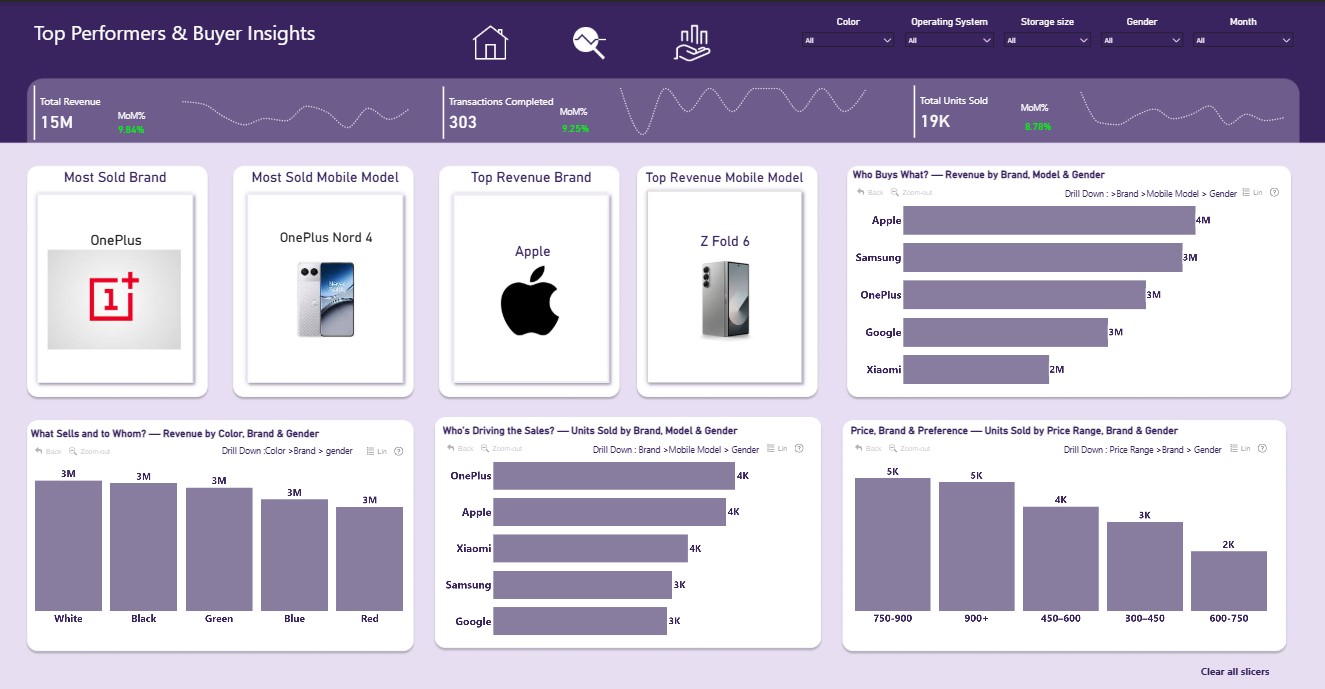 Top Performers & Buyer Insights
Color
Operating System
Storage size
Gender
Month
All
All
All
All
All
Total Revenue
15M
MoM%
9.84%
Transactions Completed
303
MoM%
9.25%
Total Units Sold
19K
MoM%
8.78%
Most Sold Brand
OnePlus
1+
Most Sold Mobile Model
OnePlus Nord 4
Top Revenue Brand
Apple
Top Revenue Mobile Model
Z Fold 6
Who Buys What? — Revenue by Brand, Model & Gender
Back
Zoom-out
Drill Down : >Brand >Mobile Model > Gender
Lin
?
Apple 4M
Samsung 3M
OnePlus 3M
Google 3M
Xiaomi 2M
What Sells and to Whom? — Revenue by Color, Brand & Gender
Back
Zoom-out
Drill Down :Color >Brand > gender
Lin
?
3M 3M 3M 3M 3M
White Black Green Blue Red
Who's Driving the Sales? — Units Sold by Brand, Model & Gender
Back
Zoom-out
Drill Down : Brand >Mobile Model > Gender
Lin
?
OnePlus 4K
Apple 4K
Xiaomi 4K
Samsung 3K
Google 3K
Price, Brand & Preference — Units Sold by Price Range, Brand & Gender
Back
Zoom-out
Drill Down : Price Range >Brand > Gender
Lin
?
5K 5K 4K 3K 2K
750-900 900+ 450–600 300–450 600-750
Clear all slicers